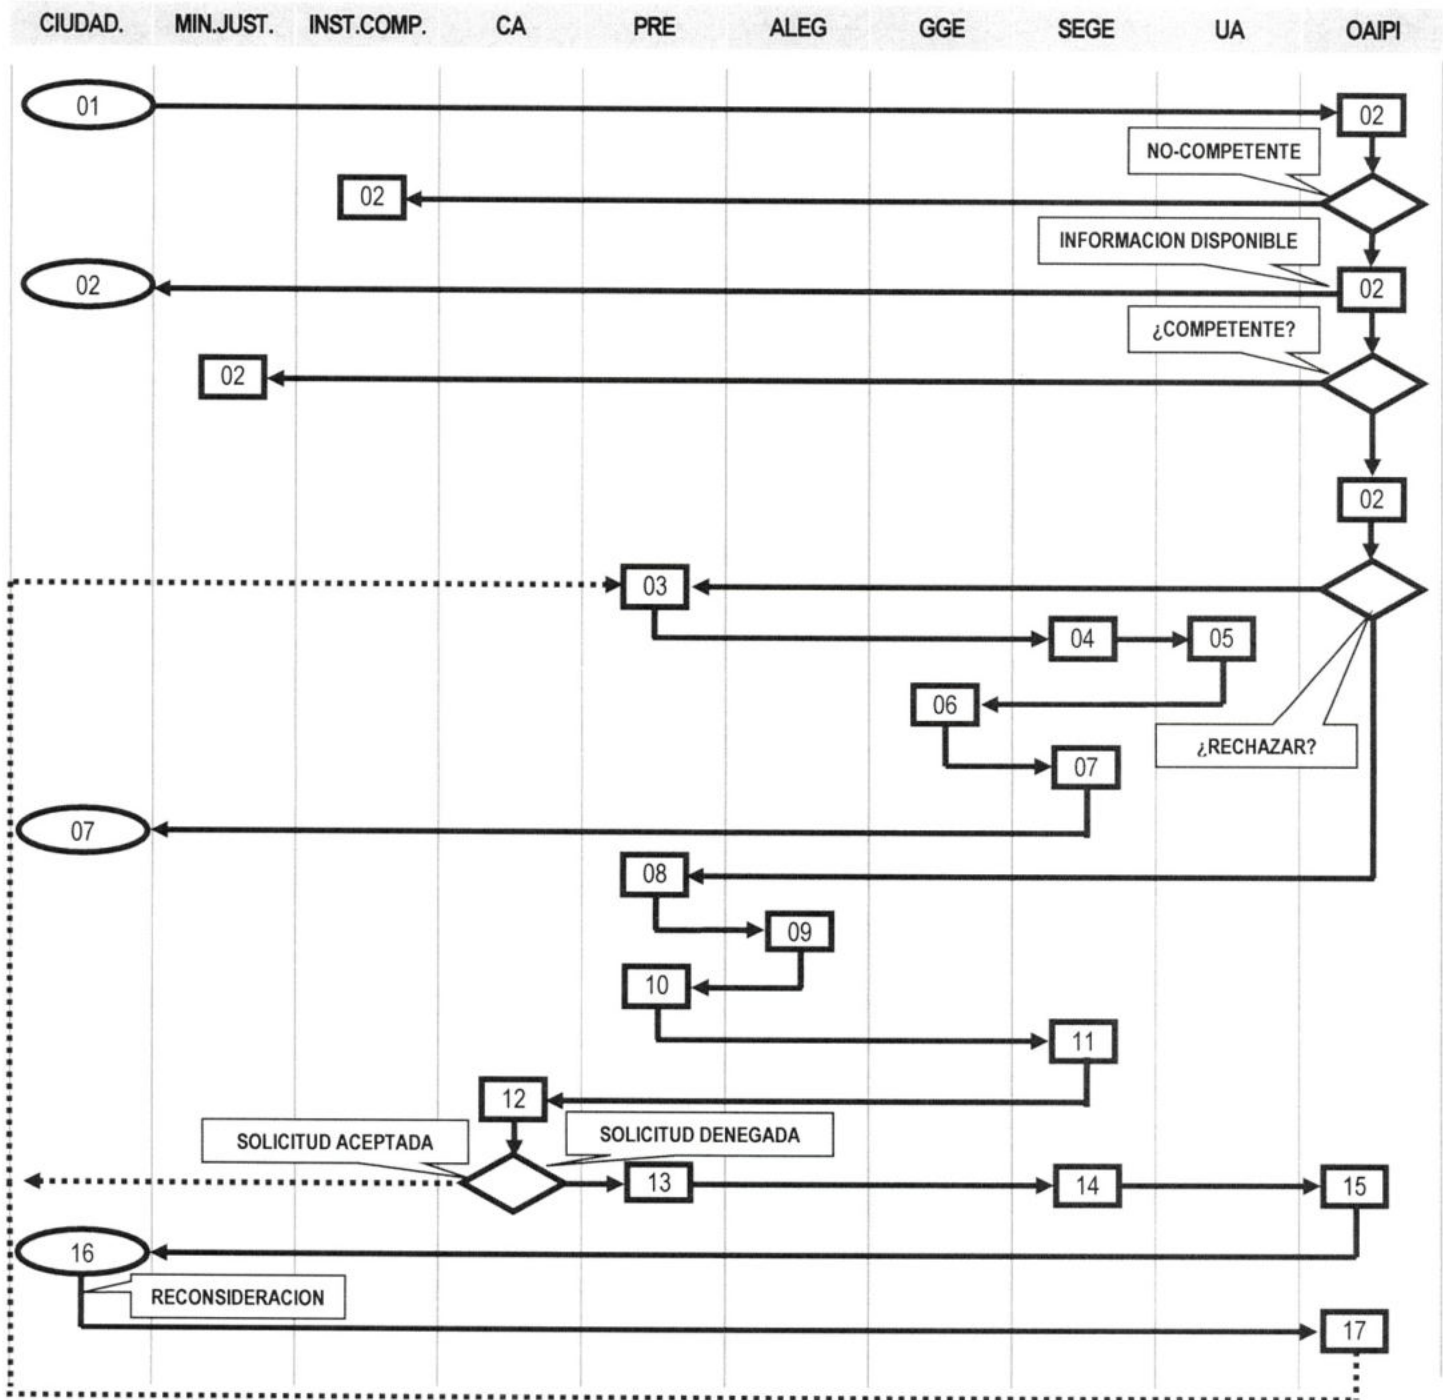 CIUDAD. MIN.JUST. INST.COMP. CA PRE ALEG GGE SEGE UA OAIPI
01
02
NO-COMPETENTE
02
INFORMACION DISPONIBLE
02
02
¿COMPETENTE?
02
02
03
04 05
06
¿RECHAZAR?
07
07
08
09
10
11
12
SOLICITUD ACEPTADA SOLICITUD DENEGADA
13 14 15
16
RECONSIDERACION
17